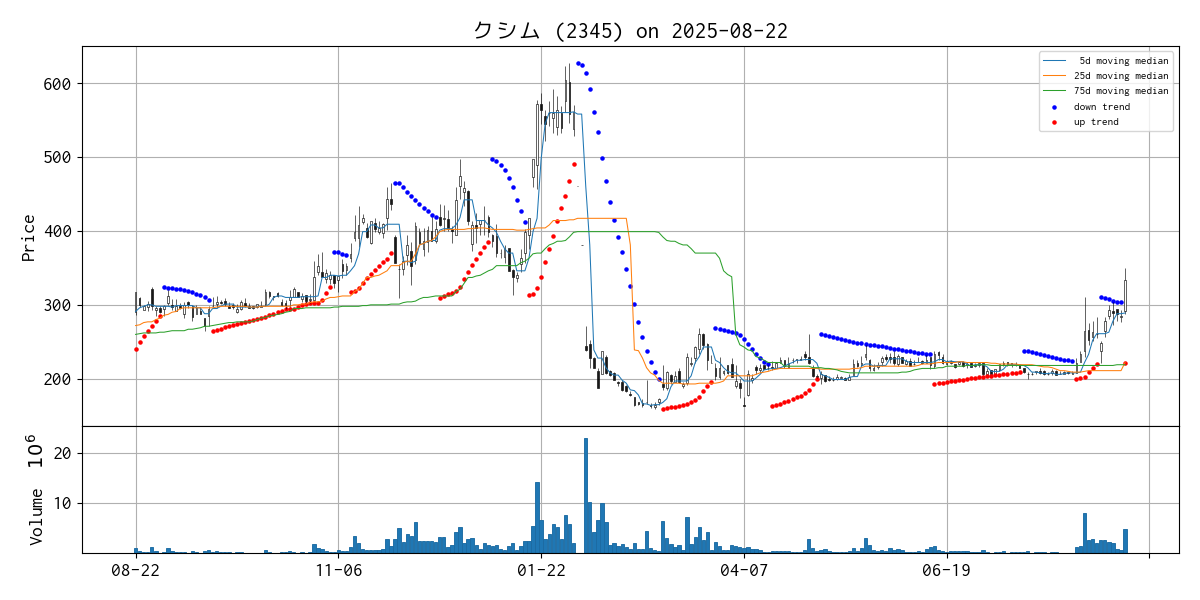 クシム (2345) on 2025-08-22
5d moving median
25d moving median
75d moving median
down trend
up trend
Price
600
500
400
300
200
Volume 10^6
20
10
08-22
11-06
01-22
04-07
06-19